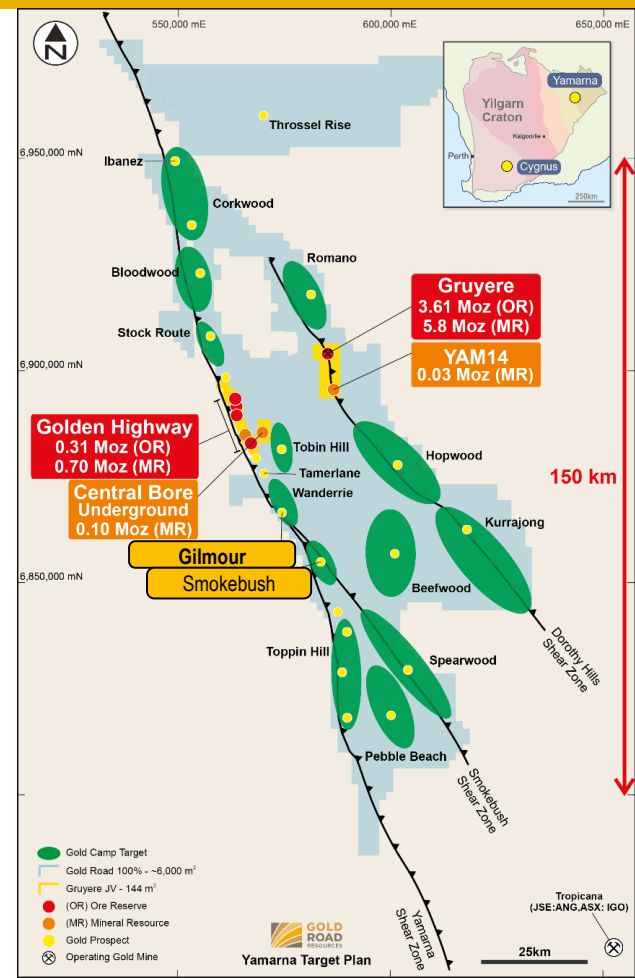 550,000 mE
600,000 mE
650,000 mE
N
Yamarna
Yilgarn
Craton
Kalgoorlie
Perth
Cygnus
250km
Throssel Rise
6,950,000 mN
Ibanez
Corkwood
Romano
Bloodwood
Gruyere
3.61 Moz (OR)
5.8 Moz (MR)
Stock Route
YAM14
0.03 Moz (MR)
6,900,000 mN
Golden Highway
0.31 Moz (OR)
0.70 Moz (MR)
Tobin Hill
Hopwood
Tamerlane
150 km
Central Bore
Underground
0.10 Moz (MR)
Wanderrie
Kurrajong
Gilmour
Smokebush
6,850,000 mN
Beefwood
Dorothy Hills
Shear Zone
Toppin Hill
Spearwood
Pebble Beach
Smokebush
Shear Zone
Yamarna
Shear Zone
Gold Camp Target
Gold Road 100% - ~6,000 m²
Gruyere JV - 144 m²
(OR) Ore Reserve
(MR) Mineral Resource
Gold Prospect
Operating Gold Mine
GOLD
ROAD
RESOURCES
Yamarna Target Plan
Tropicana
(JSE:ANG,ASX: IGO)
25km